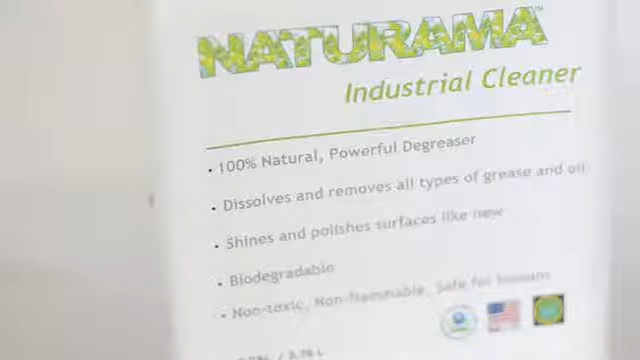 NATURAMA™
Industrial Cleaner
• 100% Natural, Powerful Degreaser
• Dissolves and removes all types of grease and oil
• Shines and polishes surfaces like new
• Biodegradable
• Non-toxic, Non-flammable, Safe for humans